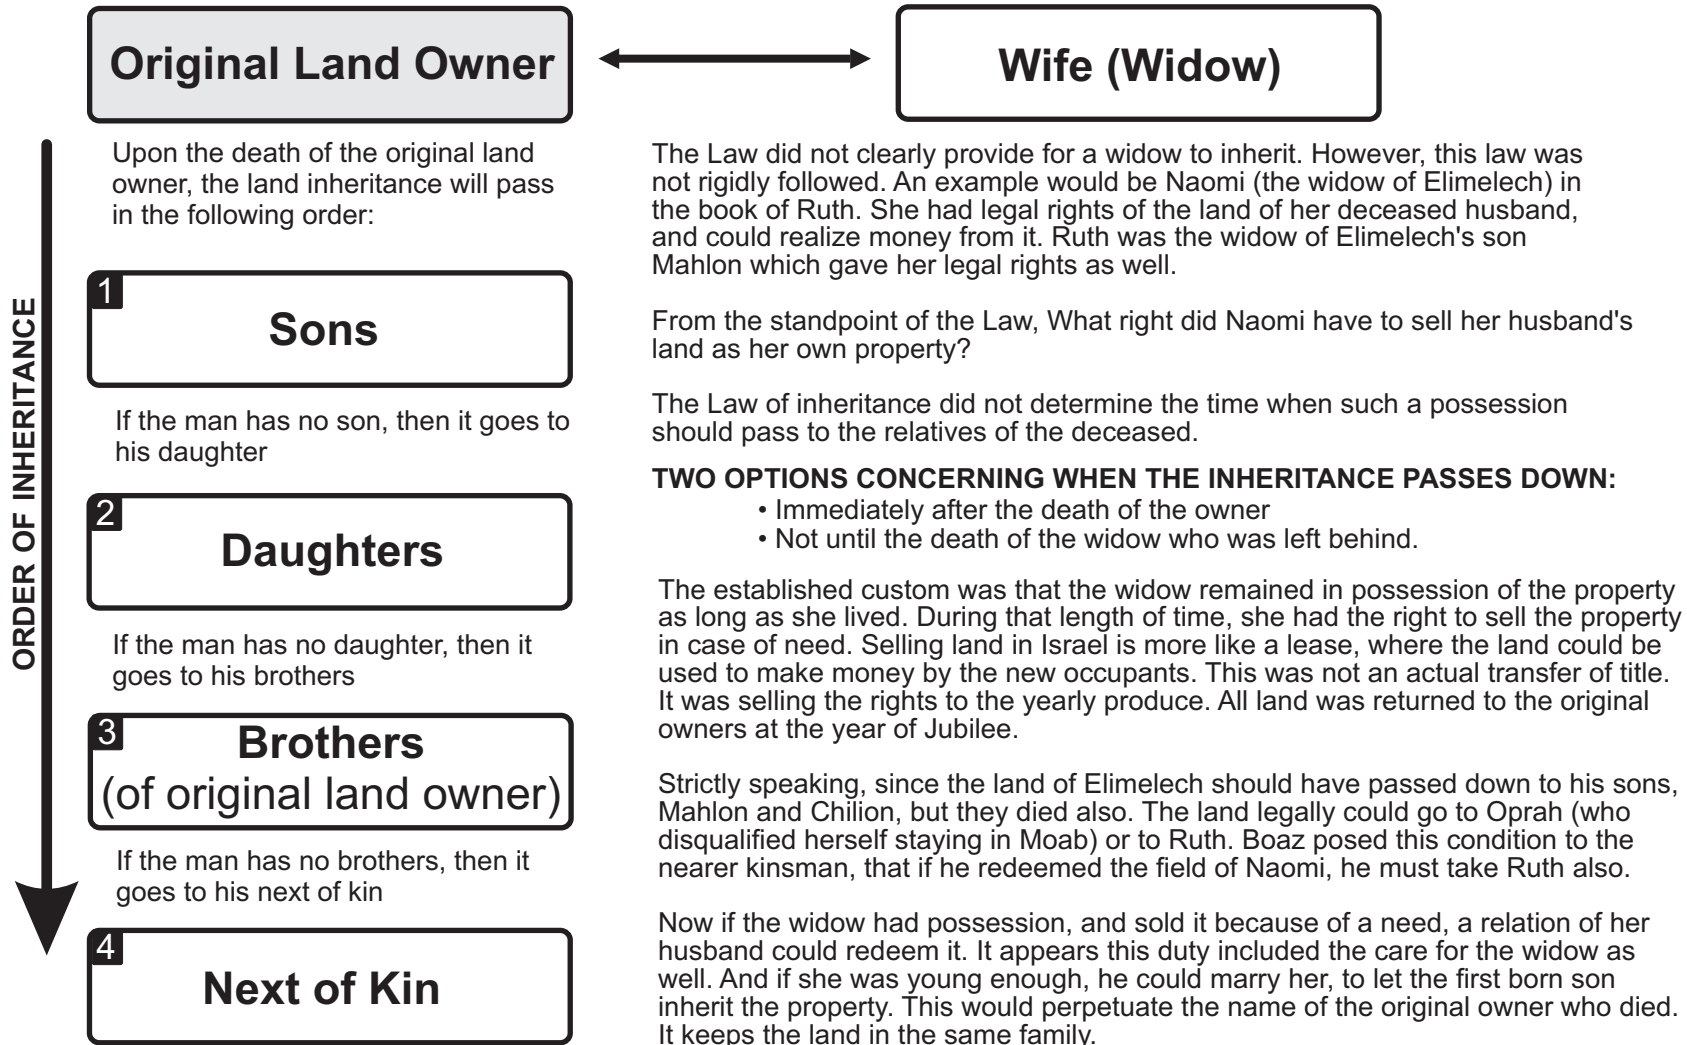 Original Land Owner
Wife (Widow)
ORDER OF INHERITANCE
Upon the death of the original land
owner, the land inheritance will pass
in the following order:
1
Sons
If the man has no son, then it goes to
his daughter
2
Daughters
If the man has no daughter, then it
goes to his brothers
3
Brothers
(of original land owner)
If the man has no brothers, then it
goes to his next of kin
4
Next of Kin
The Law did not clearly provide for a widow to inherit. However, this law was
not rigidly followed. An example would be Naomi (the widow of Elimelech) in
the book of Ruth. She had legal rights of the land of her deceased husband,
and could realize money from it. Ruth was the widow of Elimelech's son
Mahlon which gave her legal rights as well.
From the standpoint of the Law, What right did Naomi have to sell her husband's
land as her own property?
The Law of inheritance did not determine the time when such a possession
should pass to the relatives of the deceased.
TWO OPTIONS CONCERNING WHEN THE INHERITANCE PASSES DOWN:
• Immediately after the death of the owner
• Not until the death of the widow who was left behind.
The established custom was that the widow remained in possession of the property
as long as she lived. During that length of time, she had the right to sell the property
in case of need. Selling land in Israel is more like a lease, where the land could be
used to make money by the new occupants. This was not an actual transfer of title.
It was selling the rights to the yearly produce. All land was returned to the original
owners at the year of Jubilee.
Strictly speaking, since the land of Elimelech should have passed down to his sons,
Mahlon and Chilion, but they died also. The land legally could go to Oprah (who
disqualified herself staying in Moab) or to Ruth. Boaz posed this condition to the
nearer kinsman, that if he redeemed the field of Naomi, he must take Ruth also.
Now if the widow had possession, and sold it because of a need, a relation of her
husband could redeem it. It appears this duty included the care for the widow as
well. And if she was young enough, he could marry her, to let the first born son
inherit the property. This would perpetuate the name of the original owner who died.
It keeps the land in the same family.